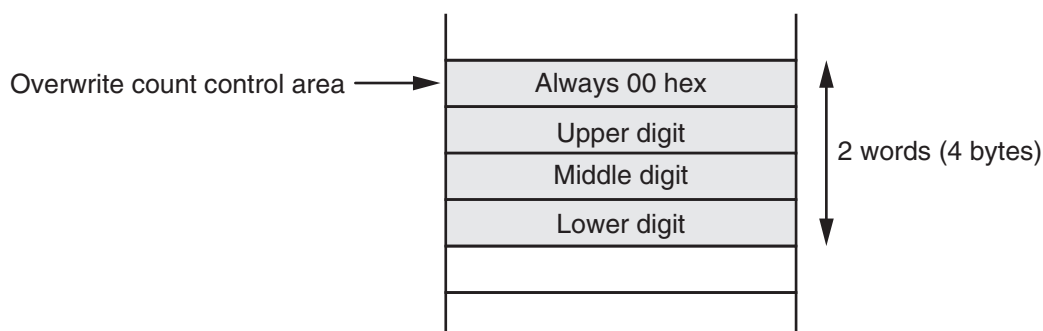 Overwrite count control area
Always 00 hex
Upper digit
Middle digit
Lower digit
2 words (4 bytes)